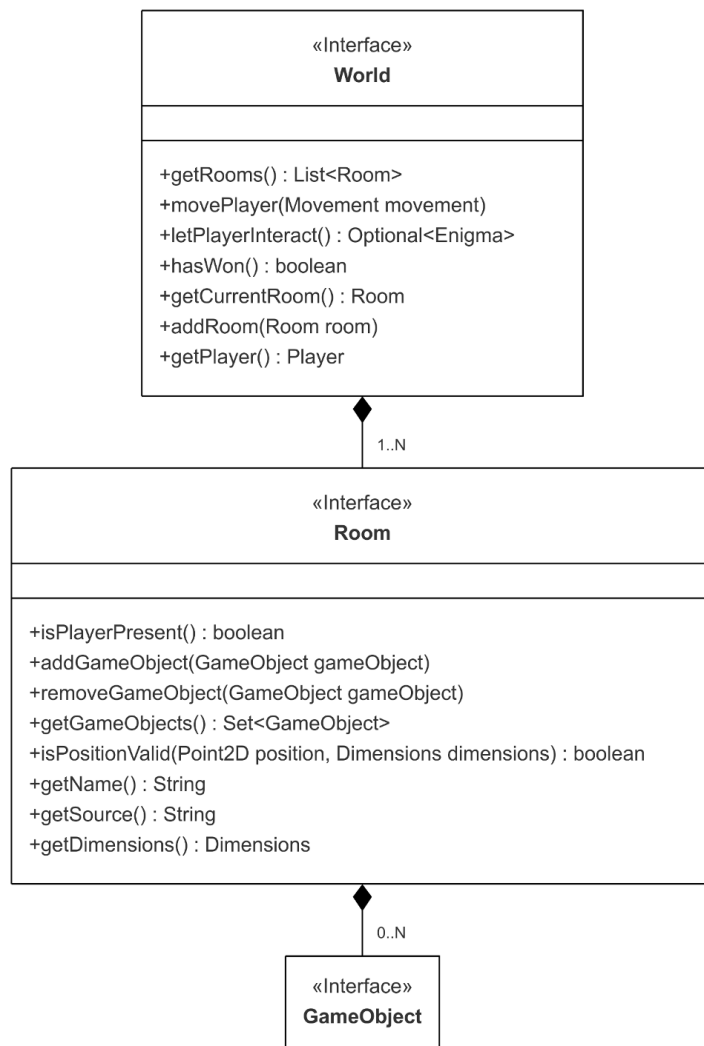 «Interface»
World
+getRooms() : List<Room>
+movePlayer(Movement movement)
+letPlayerInteract() : Optional<Enigma>
+hasWon() : boolean
+getCurrentRoom() : Room
+addRoom(Room room)
+getPlayer() : Player
1..N
«Interface»
Room
+isPlayerPresent() : boolean
+addGameObject(GameObject gameObject)
+removeGameObject(GameObject gameObject)
+getGameObjects() : Set<GameObject>
+isPositionValid(Point2D position, Dimensions dimensions) : boolean
+getName() : String
+getSource() : String
+getDimensions() : Dimensions
0..N
«Interface»
GameObject